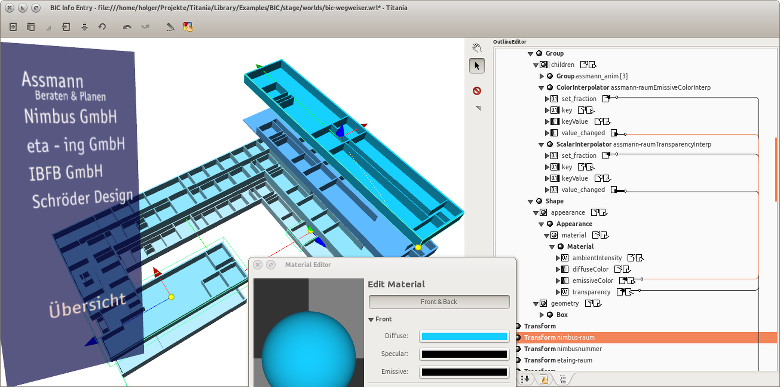 BIC Info Entry - file:///home/holger/Projekte/Titania/Library/Examples/BIC/stage/worlds/bic-wegweiser.wrl* - Titania
OutlineEditor
Assmann
Beraten & Planen
Nimbus GmbH
eta - ing GmbH
IBFB GmbH
Schröder Design
Übersicht
Group
children
Group assmann_anim [3]
ColorInterpolator assmann-raumEmissiveColorInterp
set_fraction
key
keyValue
value_changed
ScalarInterpolator assmann-raumTransparencyInterp
set_fraction
key
keyValue
value_changed
Shape
appearance
Appearance
material
Material
ambientIntensity
diffuseColor
emissiveColor
transparency
geometry
Box
Transform
Transform nimbus-raum
Transform nimbusnummer
Transform etaing-raum
Material Editor
Edit Material
Front & Back
Front
Diffuse:
Specular:
Emissive: